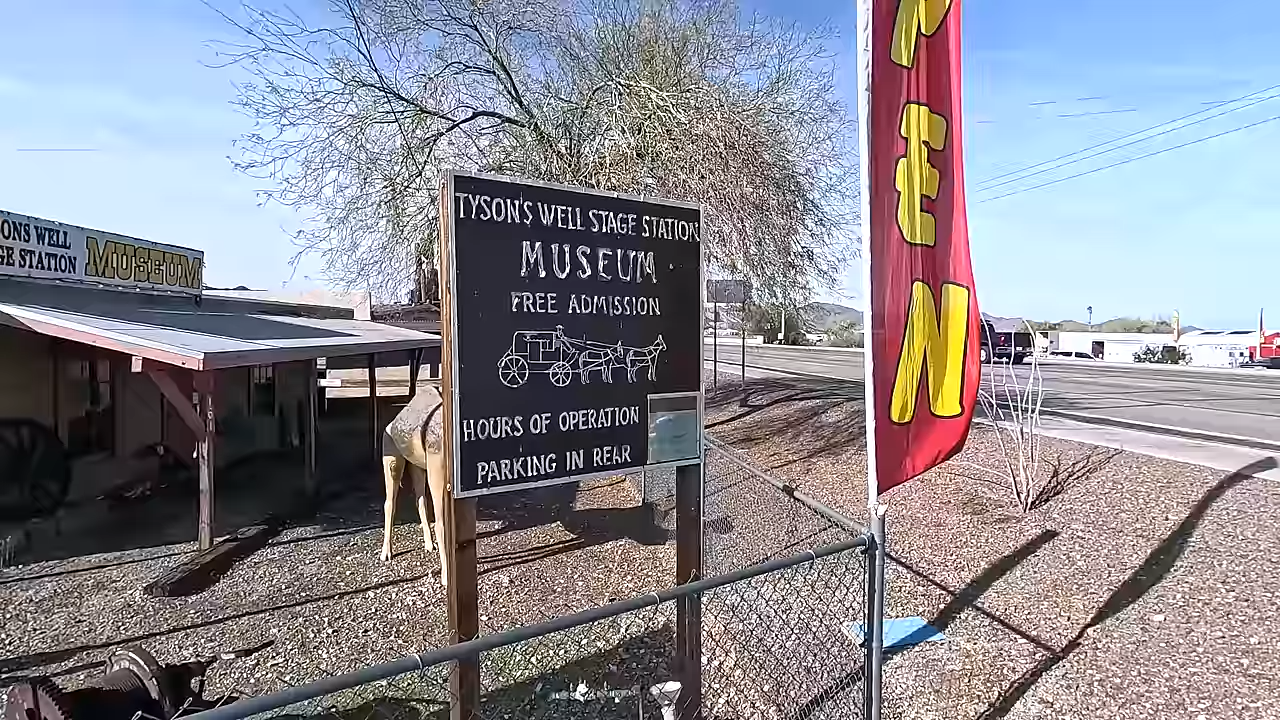 ONS WELL
GE STATION
MUSEUM
TYSON'S WELL STAGE STATION
MUSEUM
FREE ADMISSION
HOURS OF OPERATION
PARKING IN REAR
PEN